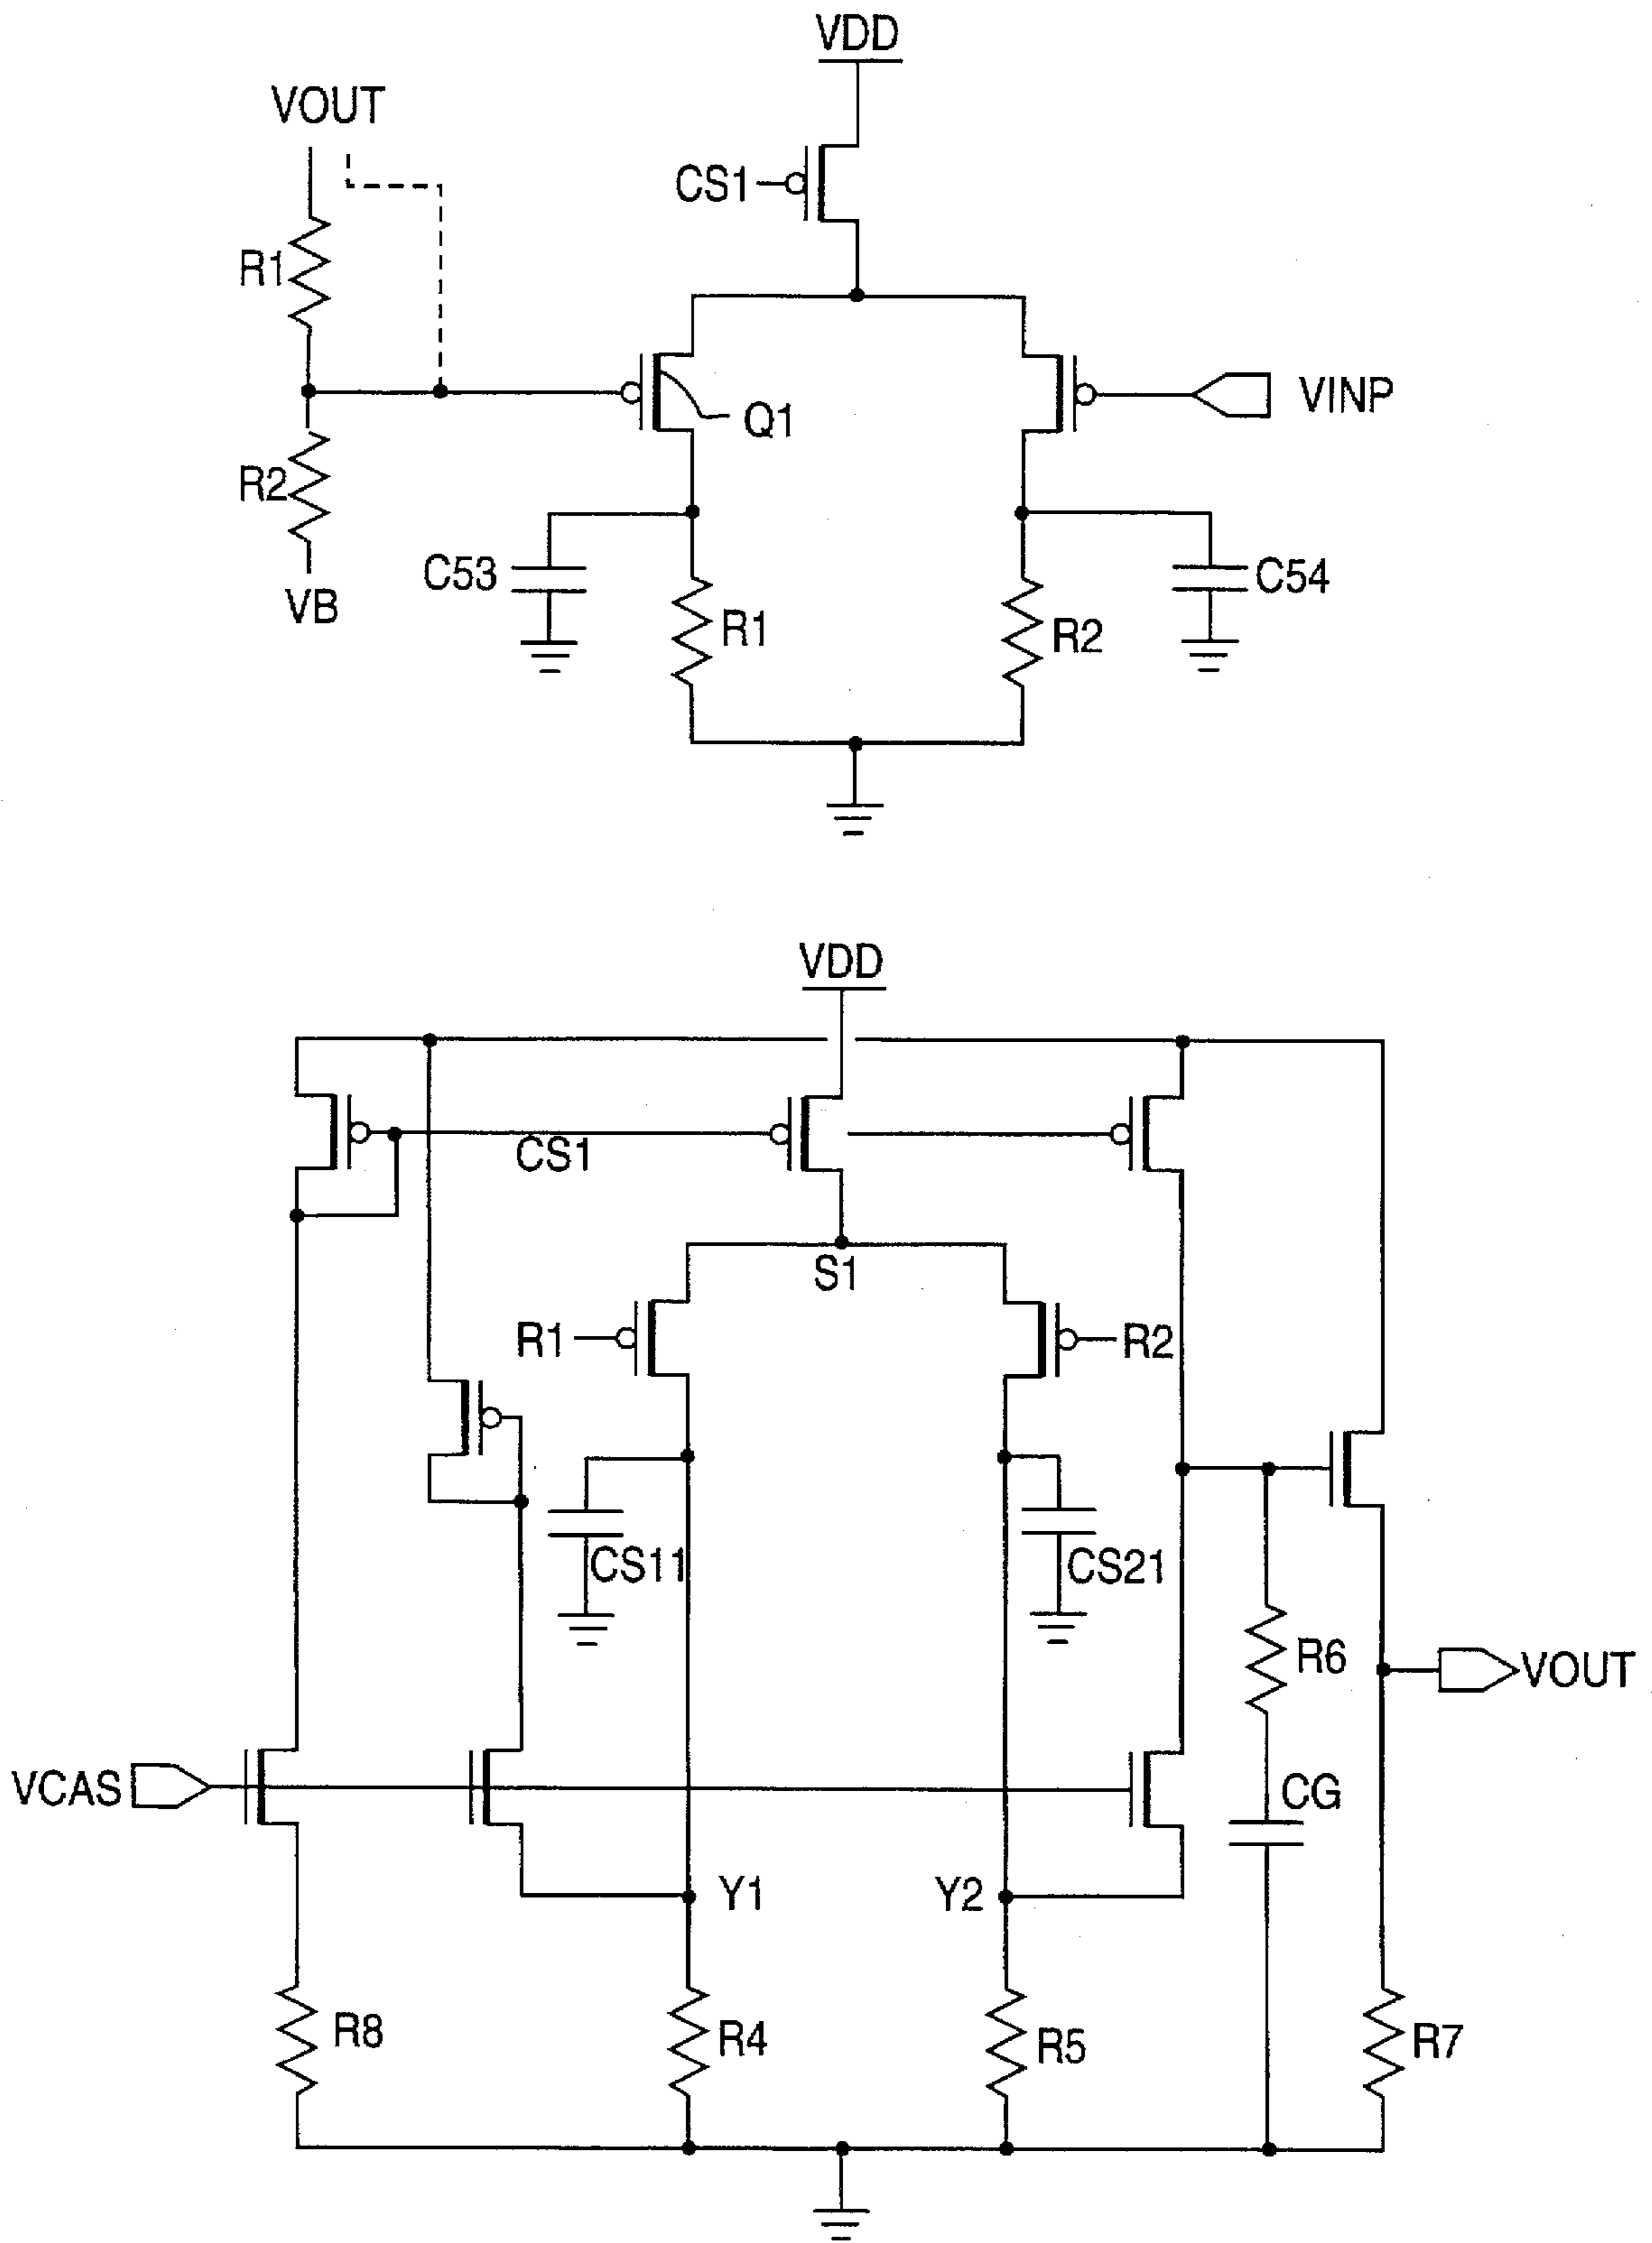 VDD
VOUT
CS1
R1
Q1
VINP
R2
C53
C54
VB
R1
R2
VDD
CS1
S1
R1
R2
CS11
CS21
R6
VOUT
VCAS
CG
Y1
Y2
R8
R4
R5
R7